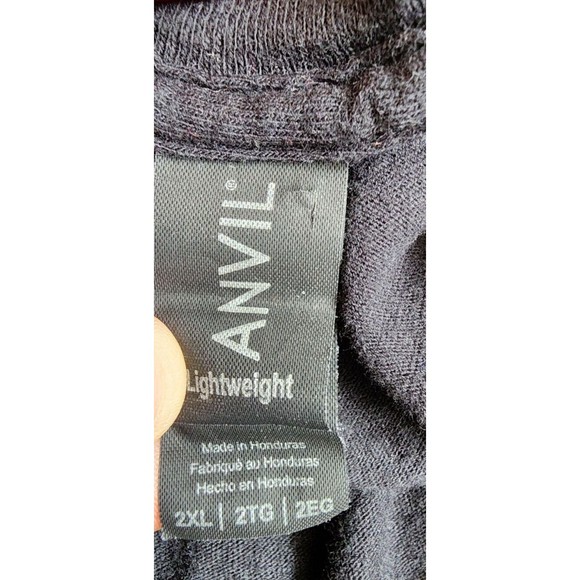 ANVIL®
Lightweight
Made in Honduras
Fabriqué au Honduras
Hecho en Honduras
2XL | 2TG | 2EG